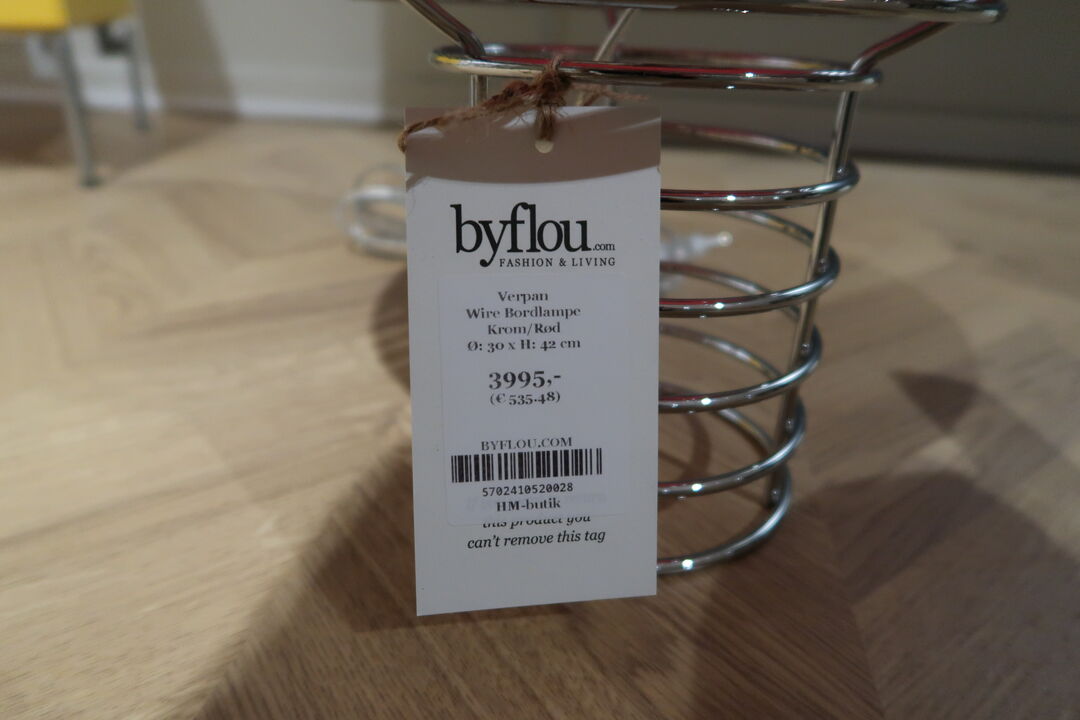 byflou.com
FASHION & LIVING
Verpan
Wire Bordlampe
Krom/Rød
Ø: 30 x H: 42 cm
3995,-
(€ 535.48)
BYFLOU.COM
5702410520028
HM-butik
this product you
can't remove this tag